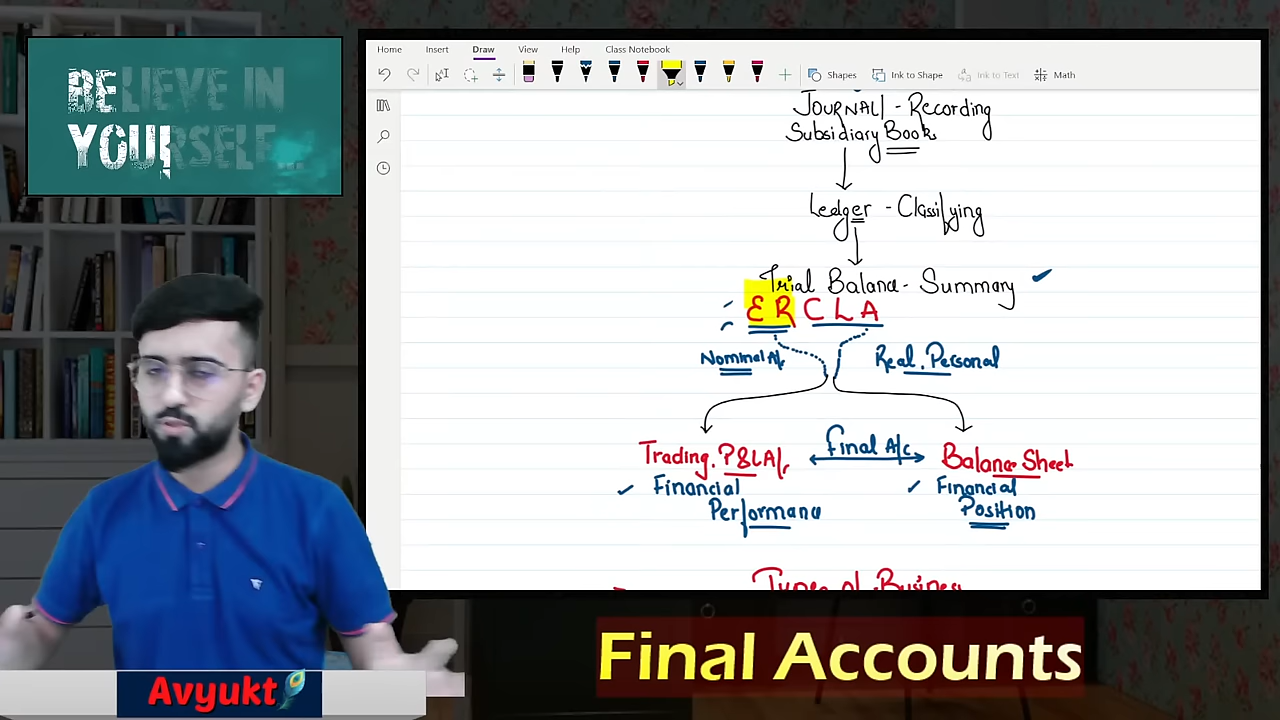 BELIEVE IN
YOURSELF...
Home Insert Draw View Help Class Notebook
Shapes Ink to Shape Ink to Text Math
JOURNAL - Recording
Subsidiary Books
Ledger - Classifying
Trial Balance - Summary
E R C L A
Nominal A/c Real. Personal
Final A/c
Trading. P&L A/c Balance Sheet
Financial Financial
Performance Position
Types of Business
Final Accounts
Avyukt